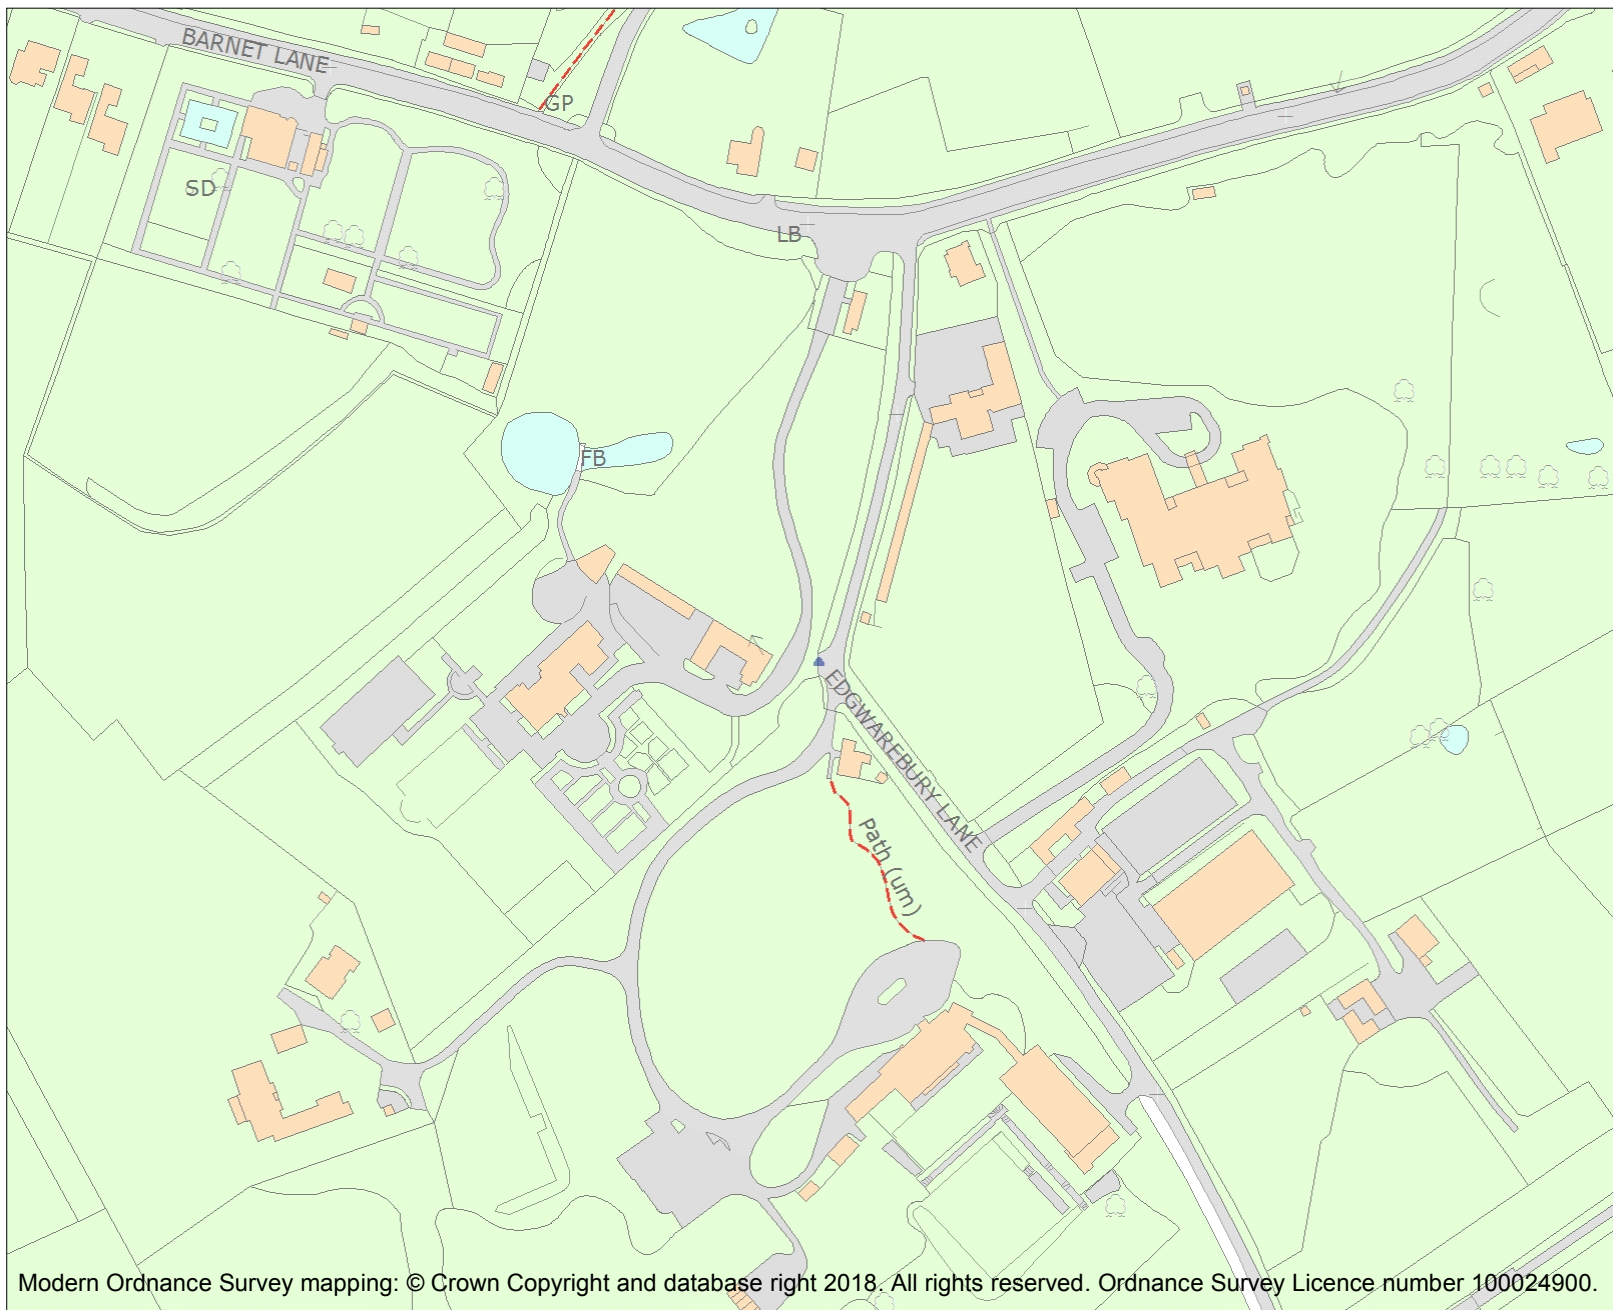 BARNET LANE
GP
SD
LB
FB
EDGWAREBURY LANE
Path (um)
Modern Ordnance Survey mapping: © Crown Copyright and database right 2018. All rights reserved. Ordnance Survey Licence number 100024900.